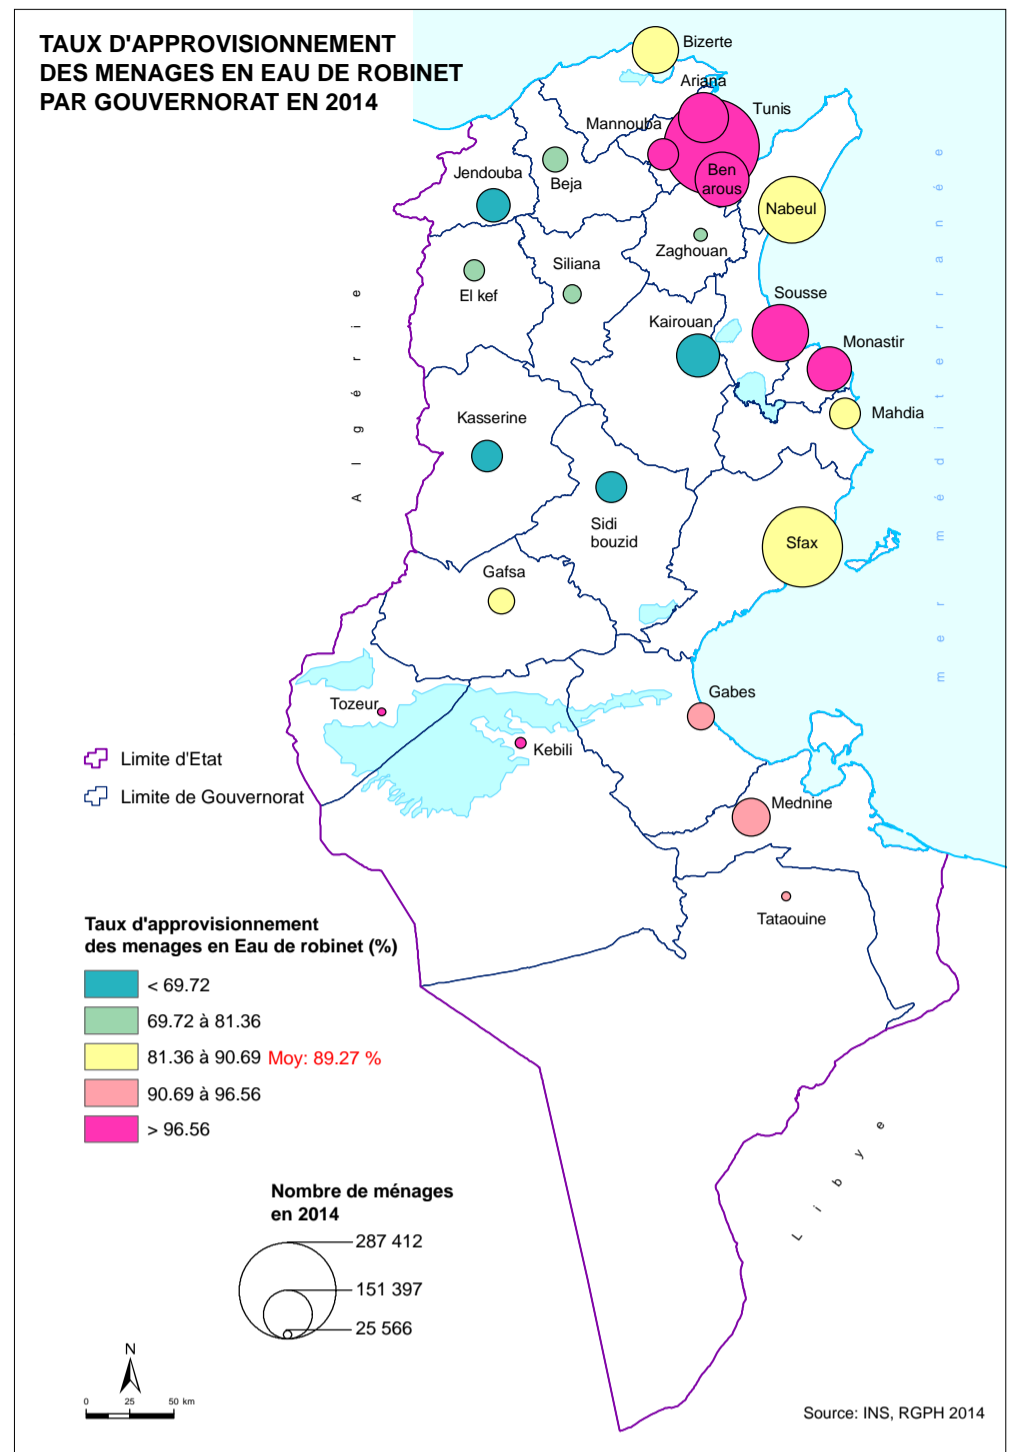 TAUX D'APPROVISIONNEMENT
DES MENAGES EN EAU DE ROBINET
PAR GOUVERNORAT EN 2014
Bizerte
Ariana
Tunis
Mannouba
Ben
arous
Jendouba
Beja
Nabeul
Zaghouan
Siliana
El kef
Sousse
Kairouan
Monastir
Mahdia
Kasserine
Sidi
bouzid
Sfax
Gafsa
Tozeur
Kebili
Gabes
Mednine
Tataouine
Algérie
mer méditerranée
Libye
Limite d'Etat
Limite de Gouvernorat
Taux d'approvisionnement
des menages en Eau de robinet (%)
< 69.72
69.72 à 81.36
81.36 à 90.69 Moy: 89.27 %
90.69 à 96.56
> 96.56
Nombre de ménages
en 2014
287 412
151 397
25 566
N
0 25 50 km
Source: INS, RGPH 2014